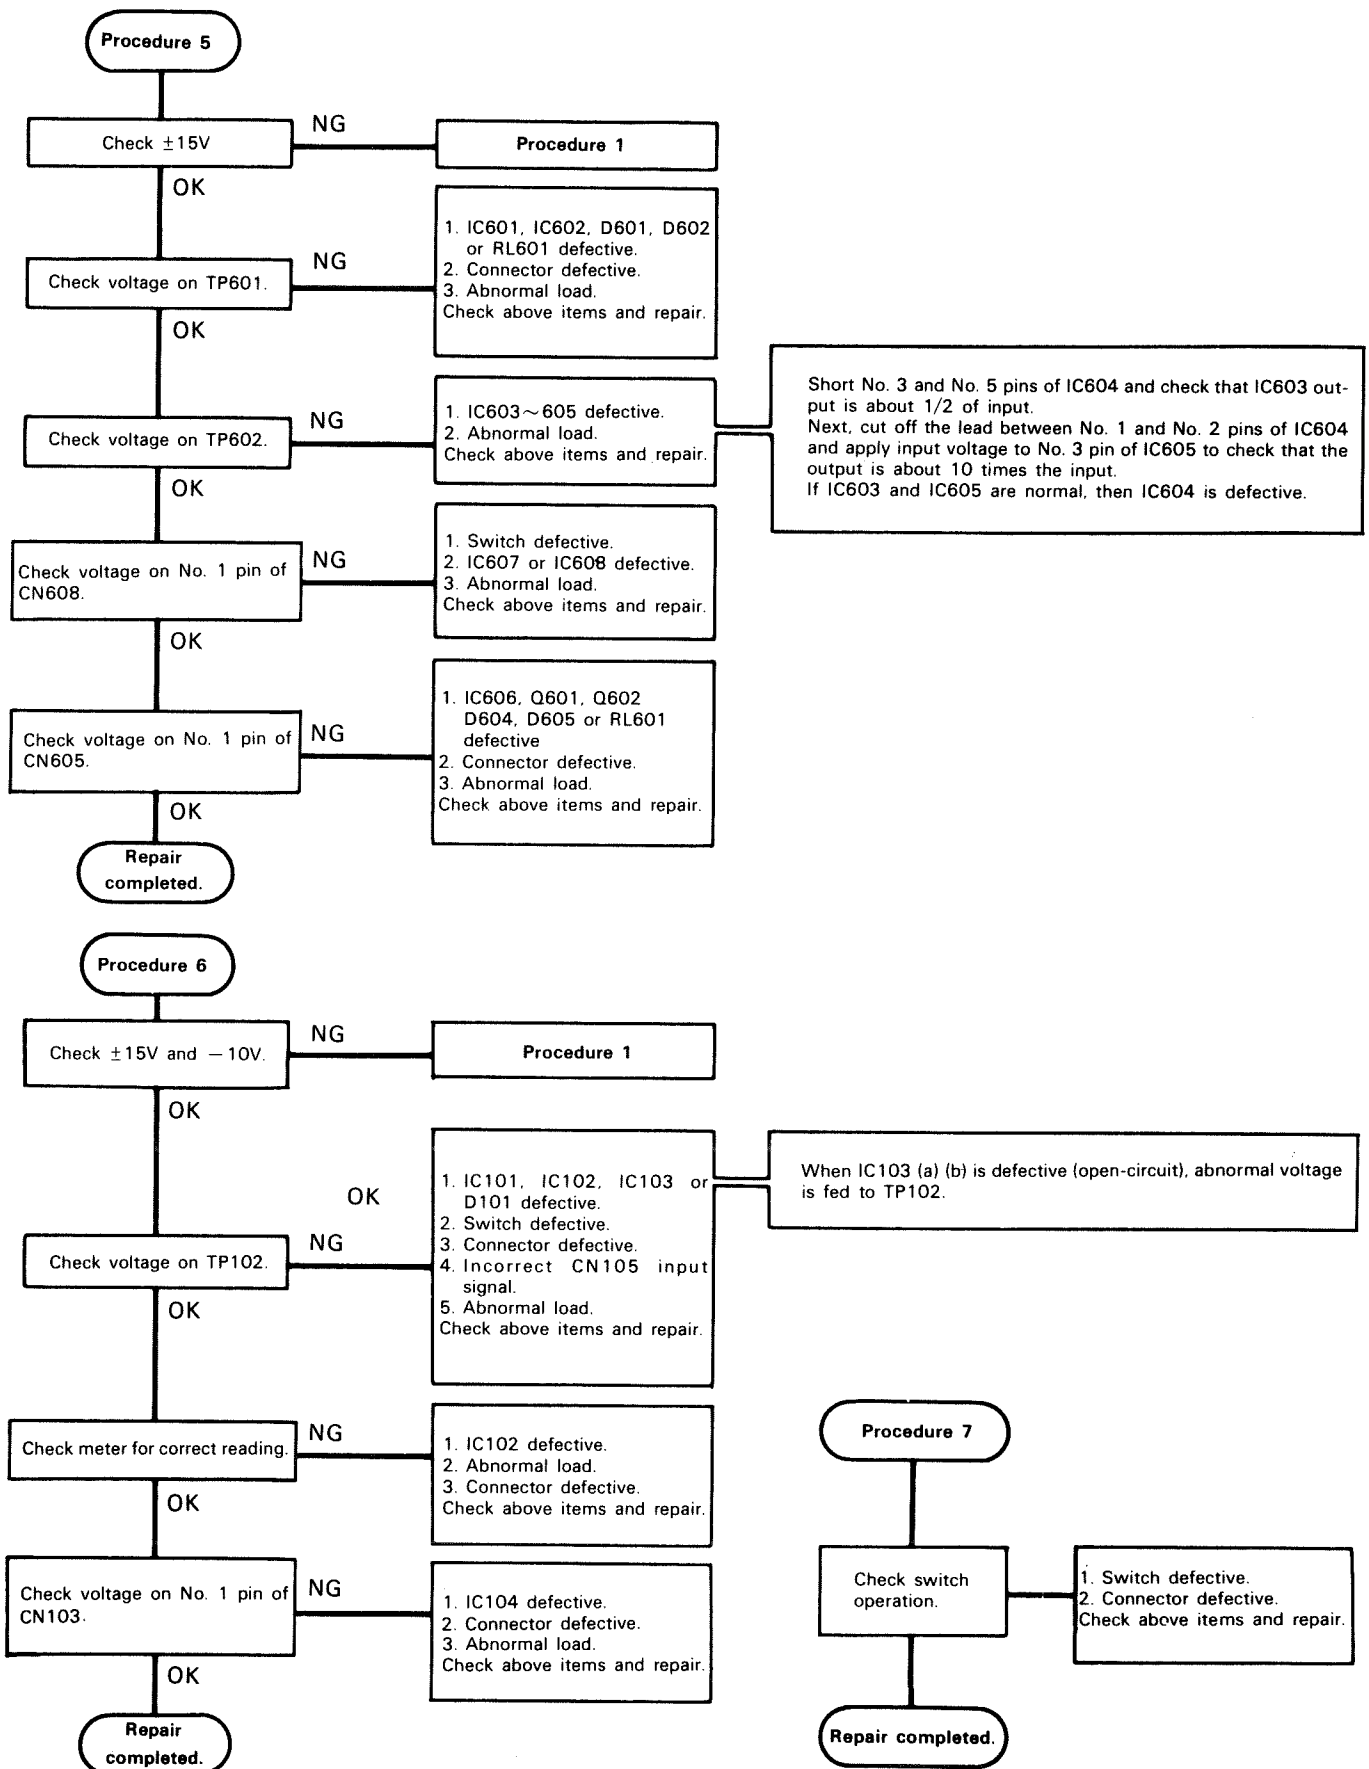 Procedure 5
Check ±15V
NG
Procedure 1
OK
Check voltage on TP601.
NG
1. IC601, IC602, D601, D602
or RL601 defective.
2. Connector defective.
3. Abnormal load.
Check above items and repair.
OK
Check voltage on TP602.
NG
1. IC603~605 defective.
2. Abnormal load.
Check above items and repair.
Short No. 3 and No. 5 pins of IC604 and check that IC603 out-
put is about 1/2 of input.
Next, cut off the lead between No. 1 and No. 2 pins of IC604
and apply input voltage to No. 3 pin of IC605 to check that the
output is about 10 times the input.
If IC603 and IC605 are normal, then IC604 is defective.
OK
Check voltage on No. 1 pin of
CN608.
NG
1. Switch defective.
2. IC607 or IC608 defective.
3. Abnormal load.
Check above items and repair.
OK
Check voltage on No. 1 pin of
CN605.
NG
1. IC606, Q601, Q602
D604, D605 or RL601
defective
2. Connector defective.
3. Abnormal load.
Check above items and repair.
OK
Repair
completed.
Procedure 6
Check ±15V and −10V.
NG
Procedure 1
OK
Check voltage on TP102.
OK
NG
1. IC101, IC102, IC103 or
D101 defective.
2. Switch defective.
3. Connector defective.
4. Incorrect CN105 input
signal.
5. Abnormal load.
Check above items and repair.
When IC103 (a) (b) is defective (open-circuit), abnormal voltage
is fed to TP102.
OK
Check meter for correct reading.
NG
1. IC102 defective.
2. Abnormal load.
3. Connector defective.
Check above items and repair.
OK
Check voltage on No. 1 pin of
CN103.
NG
1. IC104 defective.
2. Connector defective.
3. Abnormal load.
Check above items and repair.
OK
Repair
completed.
Procedure 7
Check switch
operation.
1. Switch defective.
2. Connector defective.
Check above items and repair.
Repair completed.